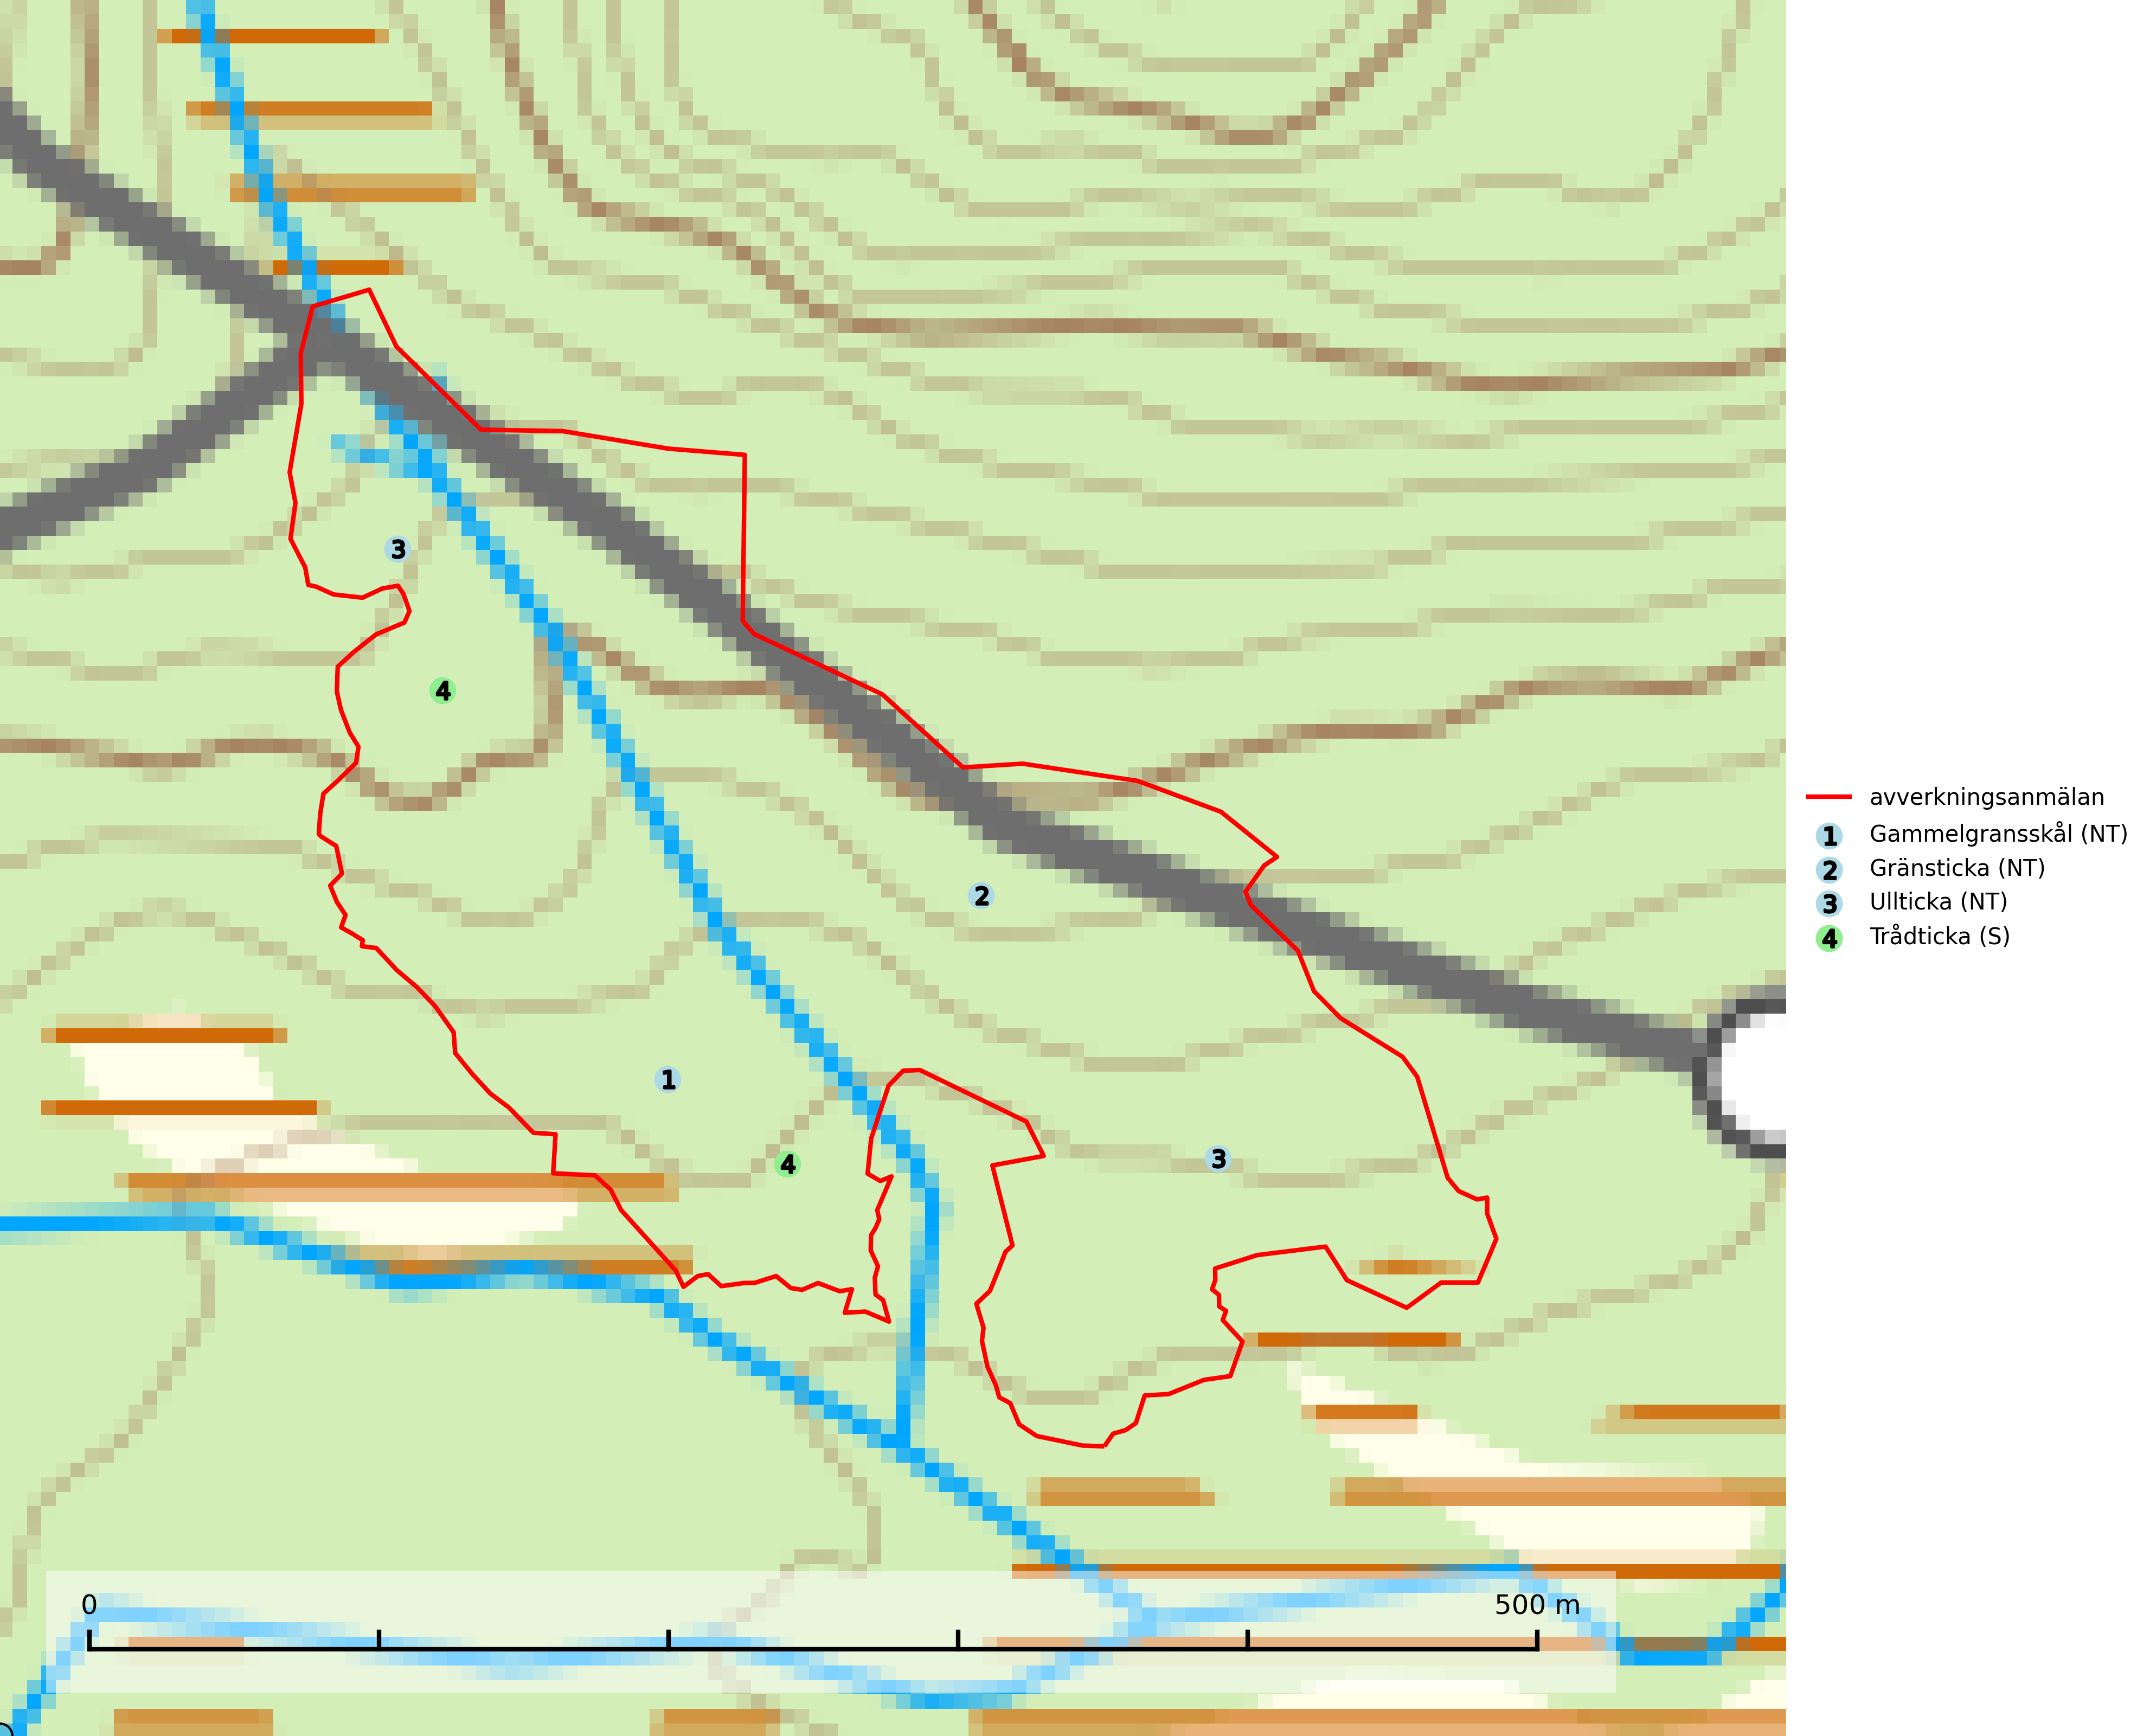 3
4
2
1
4
3
avverkningsanmälan
1 Gammelgransskål (NT)
2 Gränsticka (NT)
3 Ullticka (NT)
4 Trådticka (S)
0 500 m